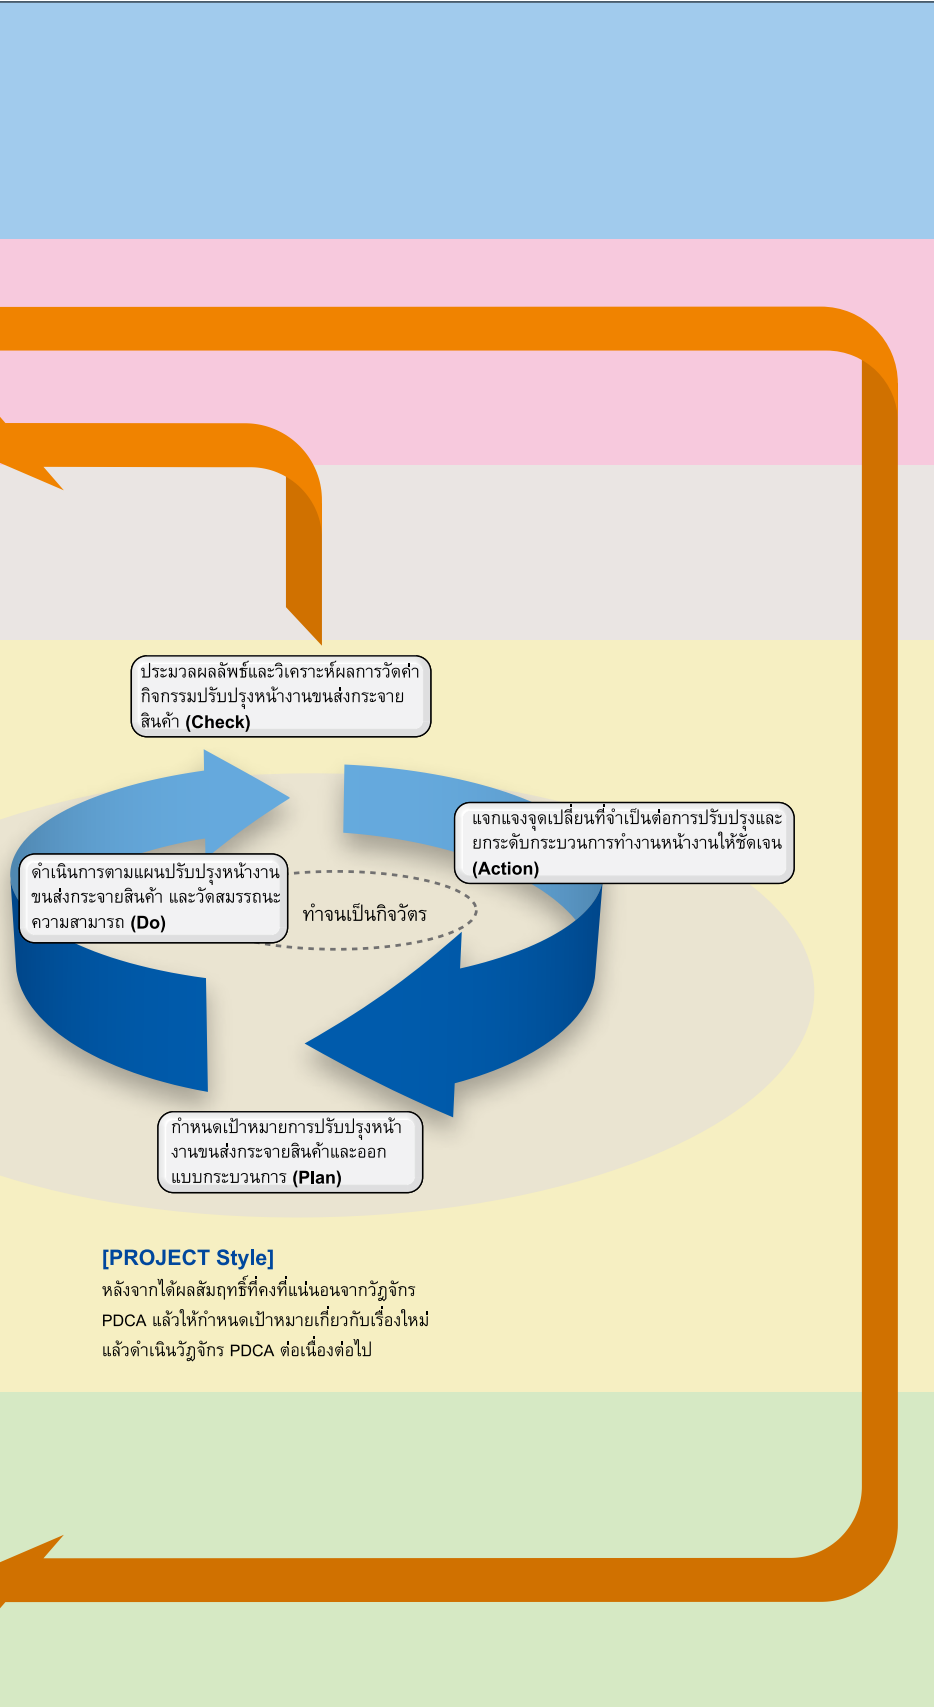 ประมวลผลลัพธ์และวิเคราะห์ผลการวัดค่า
กิจกรรมปรับปรุงหน้างานขนส่งกระจาย
สินค้า (Check)
แจกแจงจุดเปลี่ยนที่จำเป็นต่อการปรับปรุงและ
ยกระดับกระบวนการทำงานหน้างานให้ชัดเจน
(Action)
ดำเนินการตามแผนปรับปรุงหน้างาน
ขนส่งกระจายสินค้า และวัดสมรรถนะ
ความสามารถ (Do)
ทำจนเป็นกิจวัตร
กำหนดเป้าหมายการปรับปรุงหน้า
งานขนส่งกระจายสินค้าและออก
แบบกระบวนการ (Plan)
[PROJECT Style]
หลังจากได้ผลสัมฤทธิ์ที่คงที่แน่นอนจากวัฏจักร
PDCA แล้วให้กำหนดเป้าหมายเกี่ยวกับเรื่องใหม่
แล้วดำเนินวัฏจักร PDCA ต่อเนื่องต่อไป